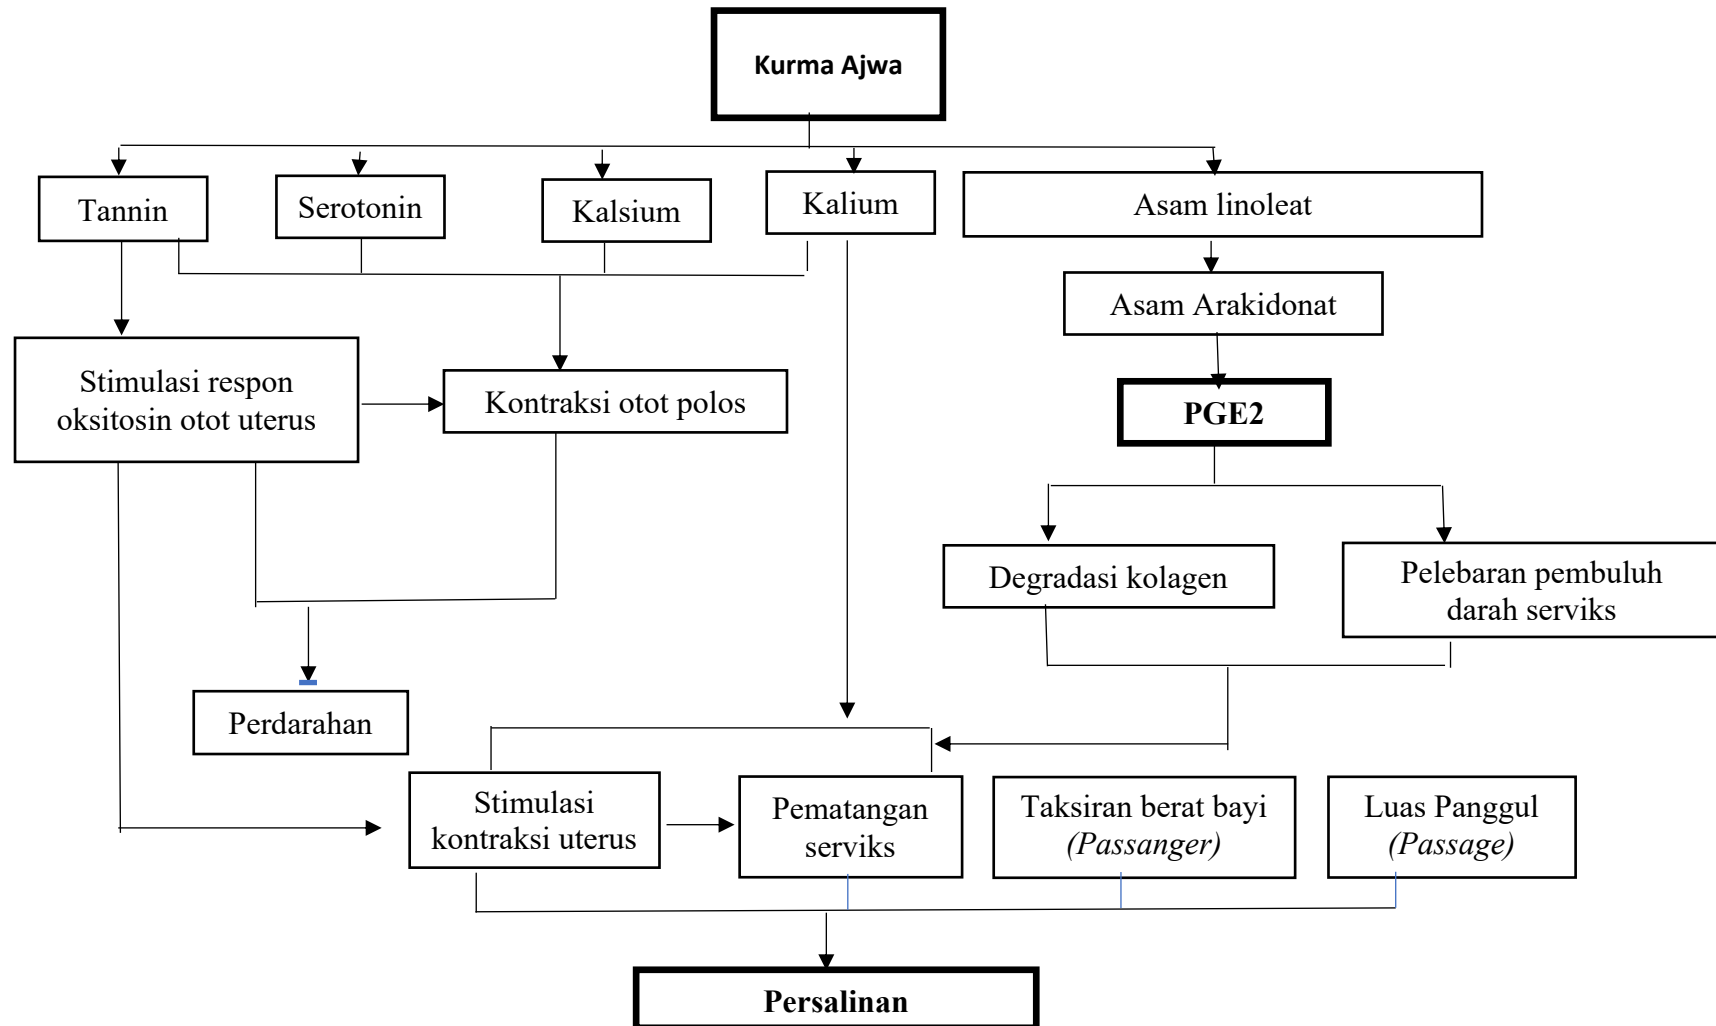 Kurma Ajwa
Tannin
Serotonin
Kalsium
Kalium
Asam linoleat
Asam Arakidonat
Stimulasi respon
oksitosin otot uterus
Kontraksi otot polos
PGE2
Degradasi kolagen
Pelebaran pembuluh
darah serviks
Perdarahan
Stimulasi
kontraksi uterus
Pematangan
serviks
Taksiran berat bayi
(Passanger)
Luas Panggul
(Passage)
Persalinan